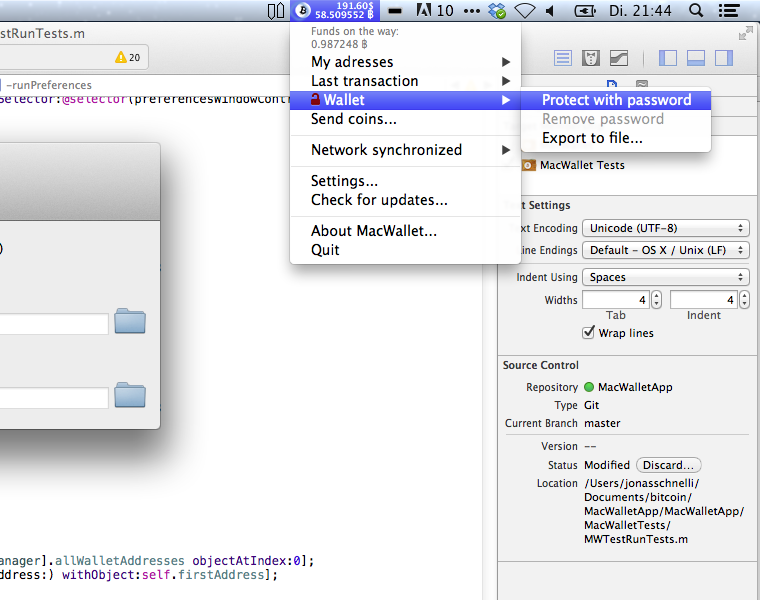 191.60$
58.509552 ฿
10
Di. 21:44
stRunTests.m
20
Funds on the way:
0.987248 ฿
My adresses
Last transaction
Wallet
Send coins...
Network synchronized
Settings...
Check for updates...
About MacWallet...
Quit
Protect with password
Remove password
Export to file...
-runPreferences
Selector:@selector(preferencesWindowContr
MacWallet Tests
Settings
Encoding
Unicode (UTF-8)
Endings
Default - OS X / Unix (LF)
Indent Using
Spaces
Widths
4
4
Tab
Indent
Wrap lines
Source Control
Repository
MacWalletApp
Type
Git
Current Branch
master
Version
--
Status
Modified
Discard...
Location
/Users/jonasschnelli/
Documents/bitcoin/
MacWalletApp/MacWalletApp/
MacWalletTests/
MWTestRunTests.m
)
anager].allWalletAddresses objectAtIndex:0];
ddress:) withObject:self.firstAddress];